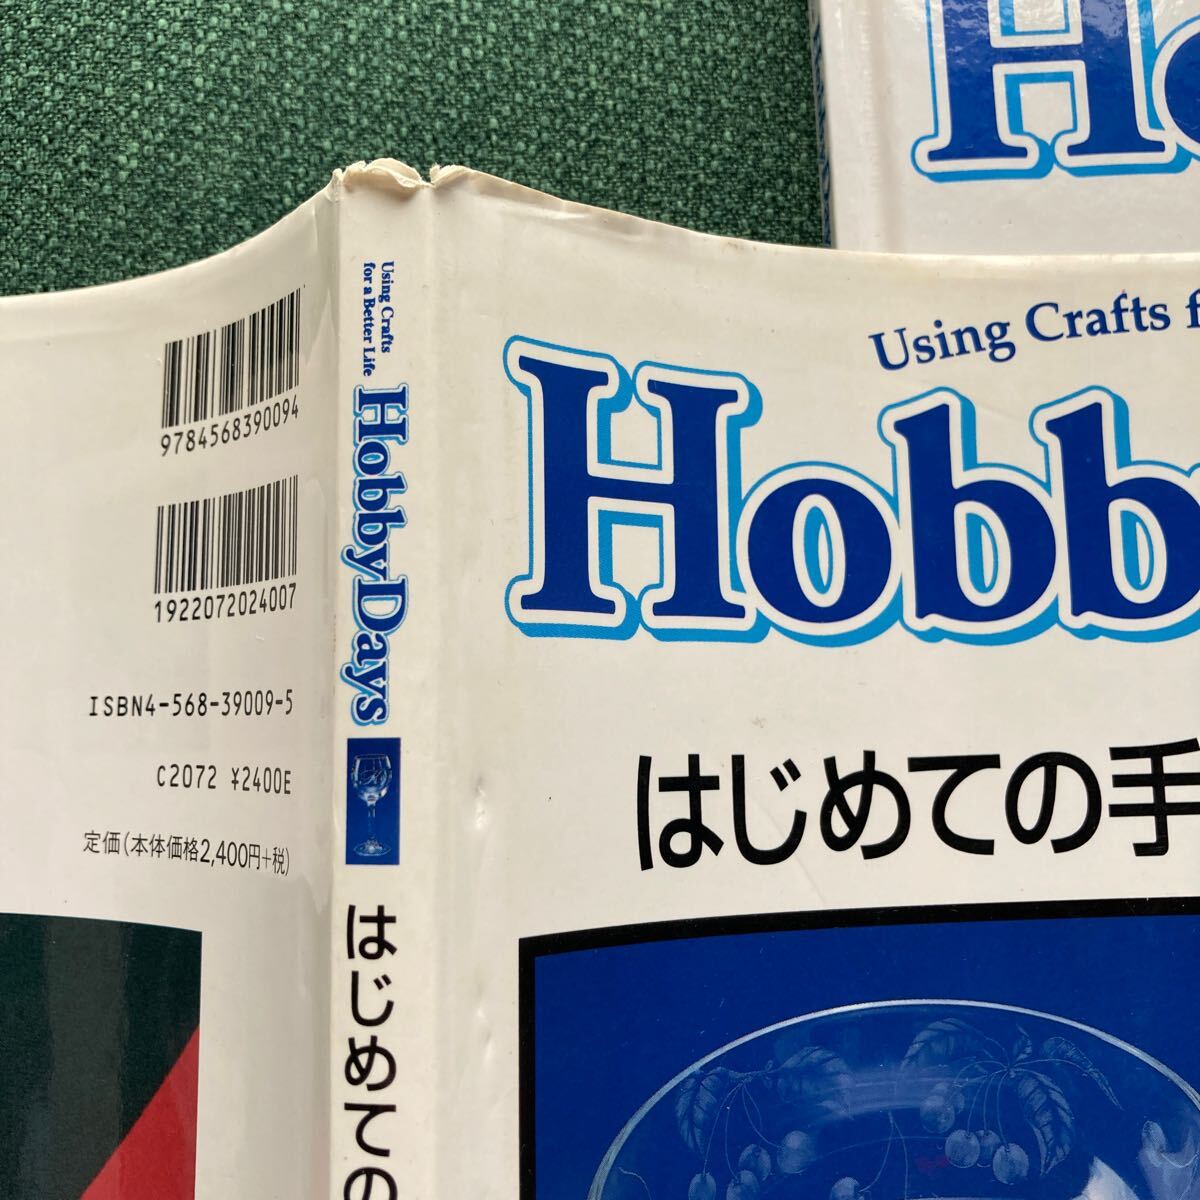 Ho
9784568390094
1922072024007
ISBN4-568-39009-5
C2072 ¥2400E
定価(本体価格2,400円+税)
Using Crafts
for a Better Life
HobbyDays
はじめての
Using Crafts f
Hobb
はじめての手